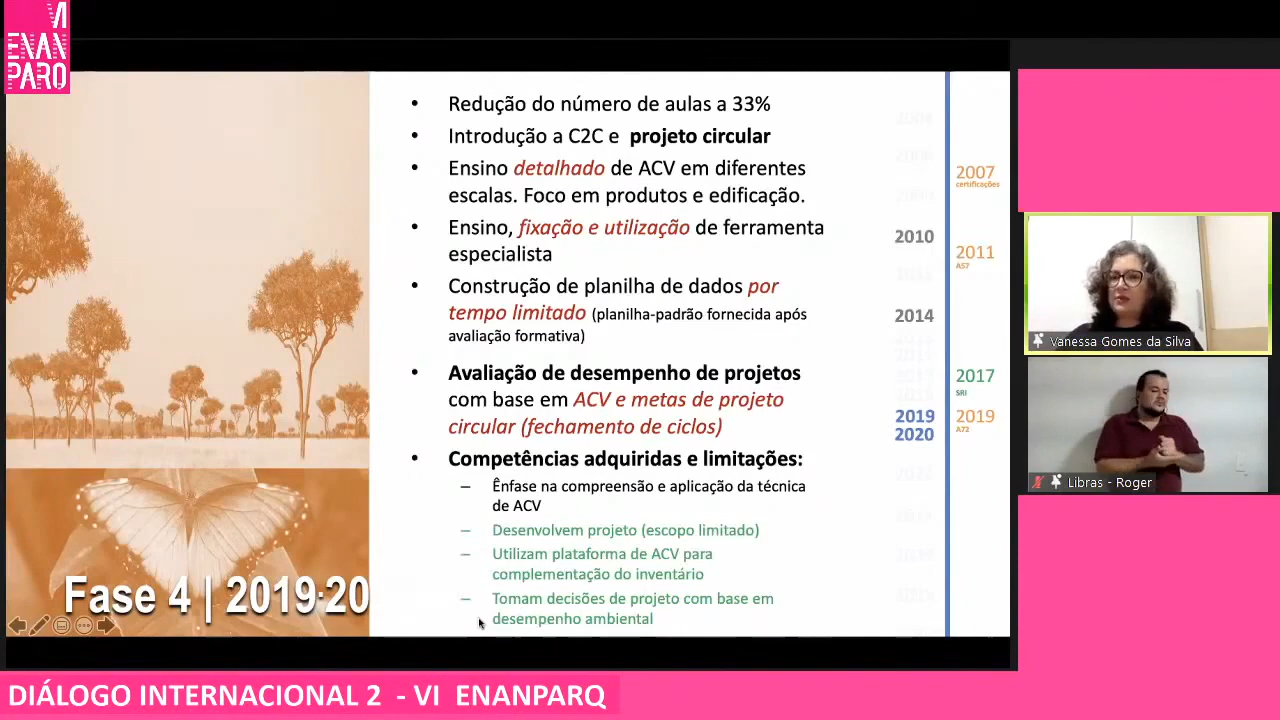 VI
ENAN
PARQ
• Redução do número de aulas a 33%
• Introdução a C2C e projeto circular
• Ensino detalhado de ACV em diferentes
escalas. Foco em produtos e edificação.
• Ensino, fixação e utilização de ferramenta
especialista
• Construção de planilha de dados por
tempo limitado (planilha-padrão fornecida após
avaliação formativa)
• Avaliação de desempenho de projetos
com base em ACV e metas de projeto
circular (fechamento de ciclos)
• Competências adquiridas e limitações:
– Ênfase na compreensão e aplicação da técnica
de ACV
– Desenvolvem projeto (escopo limitado)
– Utilizam plataforma de ACV para
complementação do inventário
– Tomam decisões de projeto com base em
desempenho ambiental
Fase 4 | 2019·20
2007
certificações
2010
2011
A57
2014
2017
SRI
2019
2019
A72
2020
Vanessa Gomes da Silva
Libras - Roger
DIÁLOGO INTERNACIONAL 2 - VI ENANPARQ